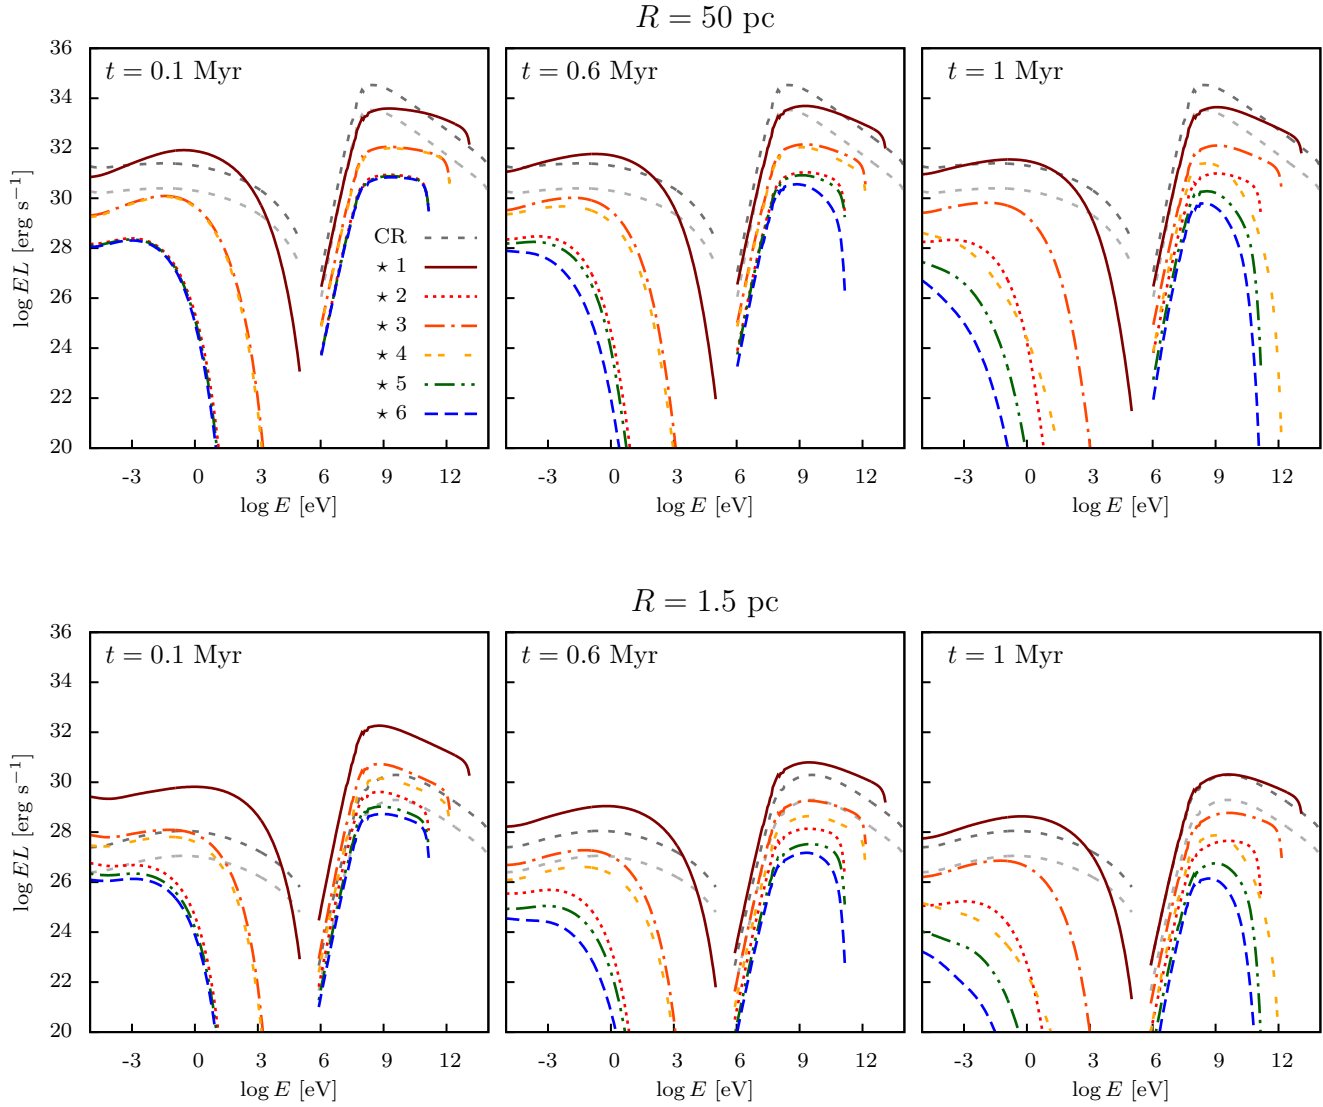 R = 50 pc
t = 0.1 Myr
t = 0.6 Myr
t = 1 Myr
log EL [erg s⁻¹]
36
34
32
30
28
26
24
22
20
CR
⋆ 1
⋆ 2
⋆ 3
⋆ 4
⋆ 5
⋆ 6
-3 0 3 6 9 12
-3 0 3 6 9 12
-3 0 3 6 9 12
log E [eV]
log E [eV]
log E [eV]
R = 1.5 pc
t = 0.1 Myr
t = 0.6 Myr
t = 1 Myr
log EL [erg s⁻¹]
36
34
32
30
28
26
24
22
20
-3 0 3 6 9 12
-3 0 3 6 9 12
-3 0 3 6 9 12
log E [eV]
log E [eV]
log E [eV]